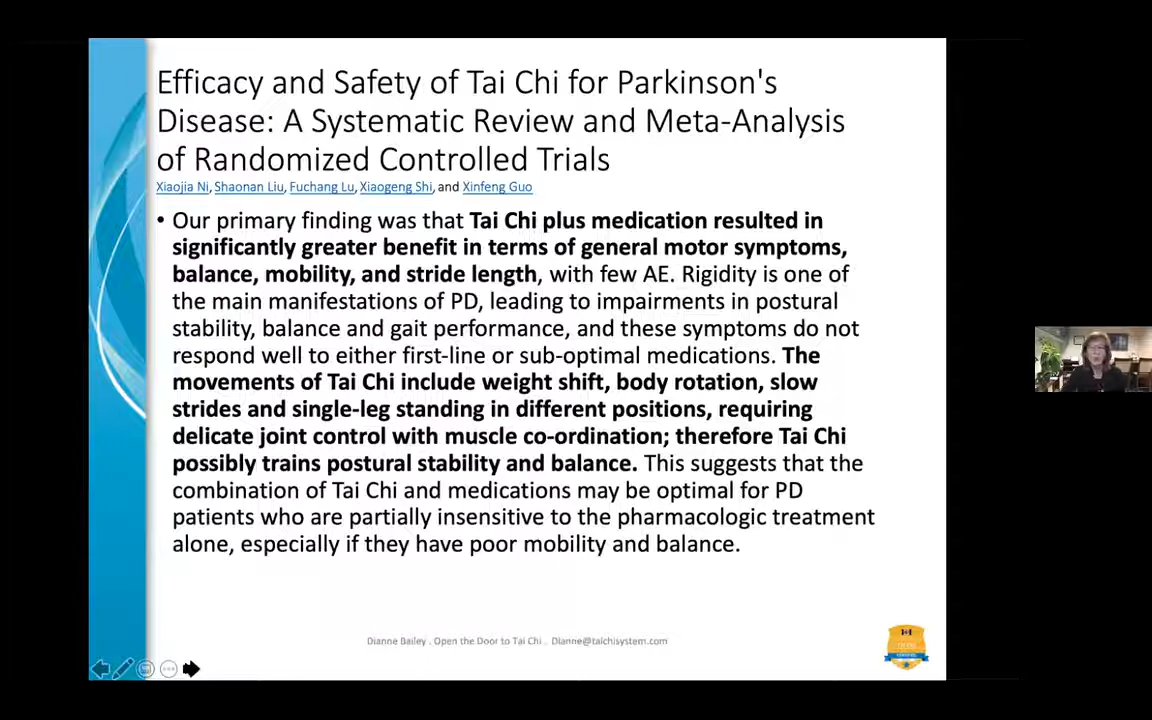 Efficacy and Safety of Tai Chi for Parkinson's
Disease: A Systematic Review and Meta-Analysis
of Randomized Controlled Trials
Xiaojia Ni, Shaonan Liu, Fuchang Lu, Xiaogeng Shi, and Xinfeng Guo
• Our primary finding was that Tai Chi plus medication resulted in
significantly greater benefit in terms of general motor symptoms,
balance, mobility, and stride length, with few AE. Rigidity is one of
the main manifestations of PD, leading to impairments in postural
stability, balance and gait performance, and these symptoms do not
respond well to either first-line or sub-optimal medications. The
movements of Tai Chi include weight shift, body rotation, slow
strides and single-leg standing in different positions, requiring
delicate joint control with muscle co-ordination; therefore Tai Chi
possibly trains postural stability and balance. This suggests that the
combination of Tai Chi and medications may be optimal for PD
patients who are partially insensitive to the pharmacologic treatment
alone, especially if they have poor mobility and balance.
Dianne Bailey . Open the Door to Tai Chi . Dianne@taichisystem.com